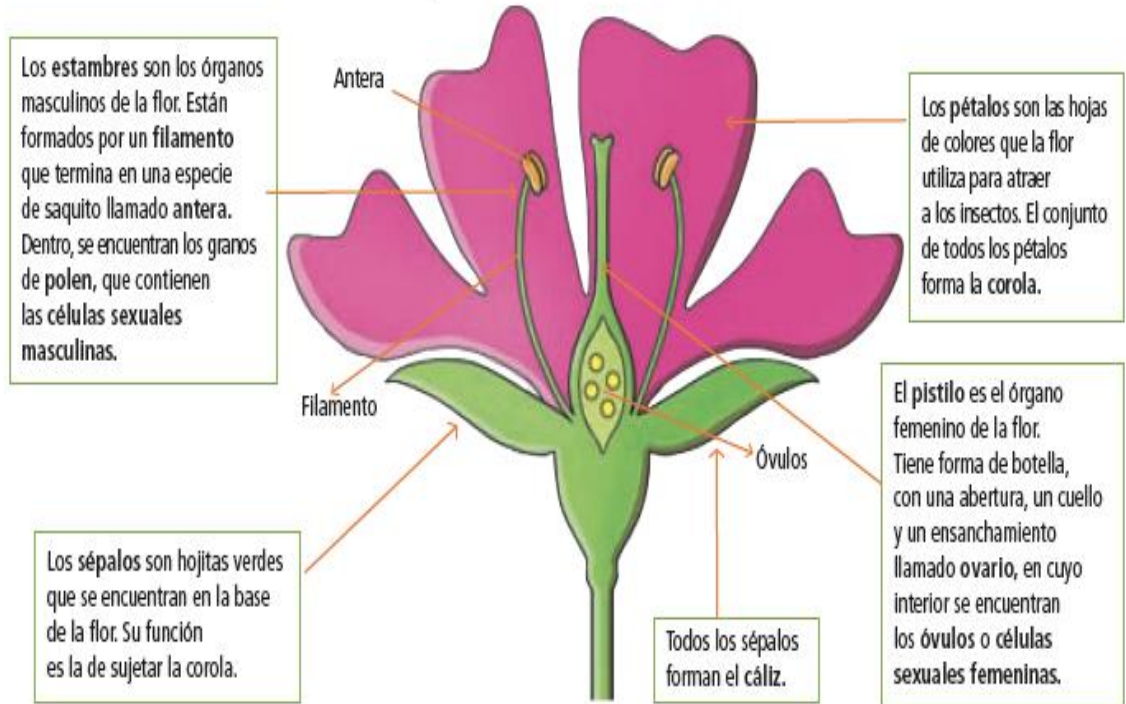 Los estambres son los órganos
masculinos de la flor. Están
formados por un filamento
que termina en una especie
de saquito llamado antera.
Dentro, se encuentran los granos
de polen, que contienen
las células sexuales
masculinas.
Antera
Los pétalos son las hojas
de colores que la flor
utiliza para atraer
a los insectos. El conjunto
de todos los pétalos
forma la corola.
Filamento
Óvulos
El pistilo es el órgano
femenino de la flor.
Tiene forma de botella,
con una abertura, un cuello
y un ensanchamiento
llamado ovario, en cuyo
interior se encuentran
los óvulos o células
sexuales femeninas.
Los sépalos son hojitas verdes
que se encuentran en la base
de la flor. Su función
es la de sujetar la corola.
Todos los sépalos
forman el cáliz.